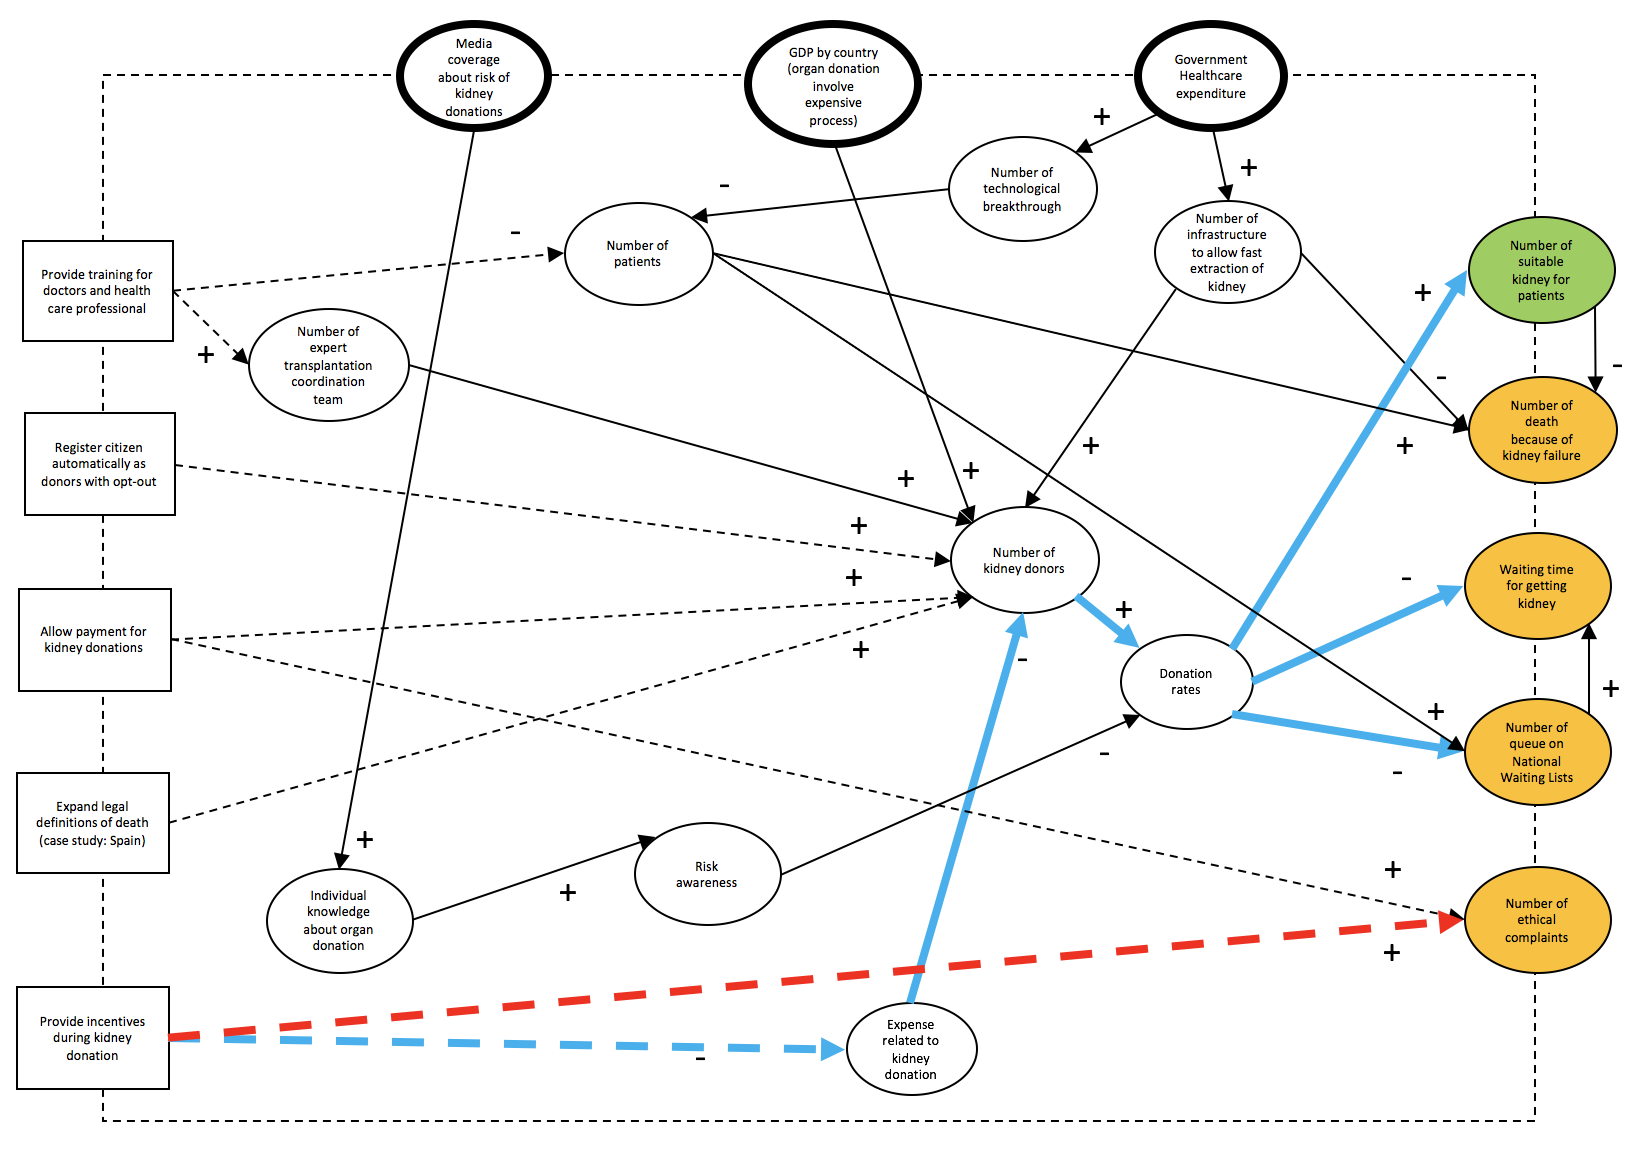 Media
coverage
about risk of
kidney
donations
GDP by country
(organ donation
involve
expensive
process)
Government
Healthcare
expenditure
+
+
Number of
technological
breakthrough
-
-
Number of
patients
Number of
infrastructure
to allow fast
extraction of
kidney
Number of
suitable
kidney for
patients
Provide training for
doctors and health
care professional
+
Number of
expert
transplantation
coordination
team
+
-
-
Number of
death
because of
kidney failure
Register citizen
automatically as
donors with opt-out
+
+
+
+
+
Number of
kidney donors
Waiting time
for getting
kidney
+
-
+
Allow payment for
kidney donations
+
-
Donation
rates
+
+
Number of
queue on
National
Waiting Lists
-
-
Expand legal
definitions of death
(case study: Spain)
+
Risk
awareness
+
+
Individual
knowledge
about organ
donation
Number of
ethical
complaints
+
Provide incentives
during kidney
donation
-
Expense
related to
kidney
donation